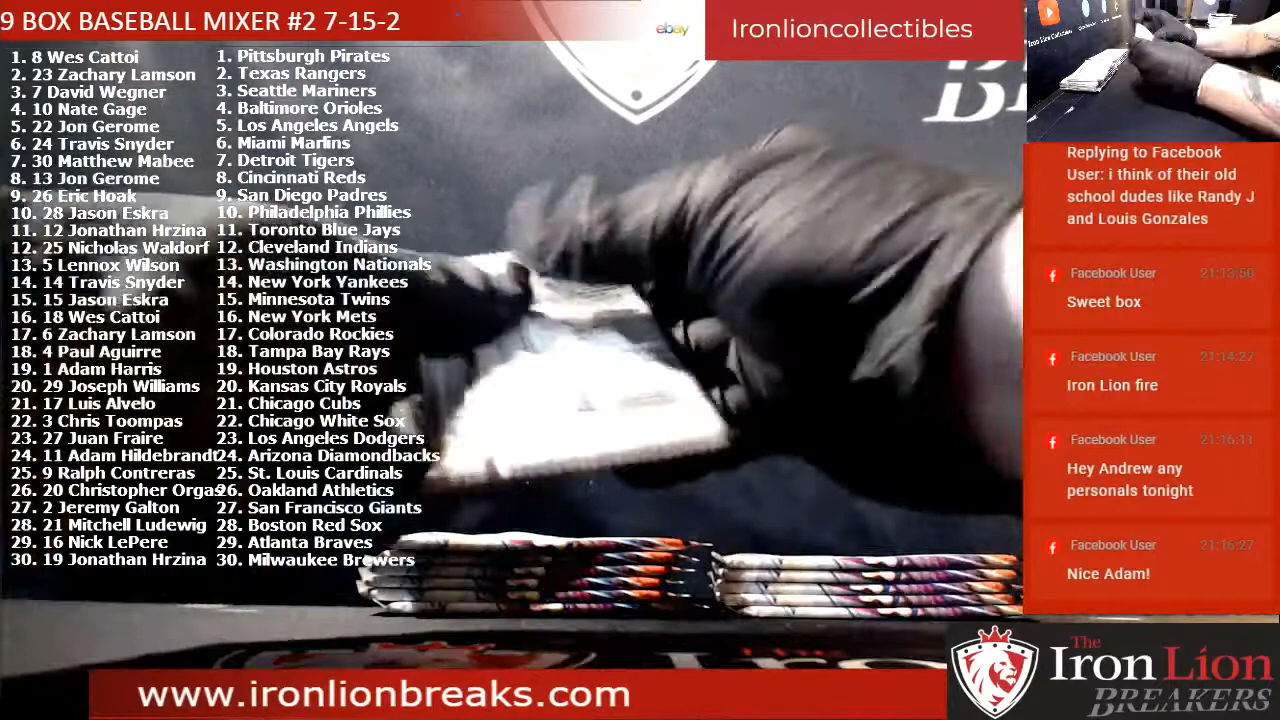 9 BOX BASEBALL MIXER #2 7-15-2
1. 8 Wes Cattoi
2. 23 Zachary Lamson
3. 7 David Wegner
4. 10 Nate Gage
5. 22 Jon Gerome
6. 24 Travis Snyder
7. 30 Matthew Mabee
8. 13 Jon Gerome
9. 26 Eric Hoak
10. 28 Jason Eskra
11. 12 Jonathan Hrzina
12. 25 Nicholas Waldorf
13. 5 Lennox Wilson
14. 14 Travis Snyder
15. 15 Jason Eskra
16. 18 Wes Cattoi
17. 6 Zachary Lamson
18. 4 Paul Aguirre
19. 1 Adam Harris
20. 29 Joseph Williams
21. 17 Luis Alvelo
22. 3 Chris Toompas
23. 27 Juan Fraire
24. 11 Adam Hildebrandt
25. 9 Ralph Contreras
26. 20 Christopher Orgas
27. 2 Jeremy Galton
28. 21 Mitchell Ludewig
29. 16 Nick LePere
30. 19 Jonathan Hrzina
1. Pittsburgh Pirates
2. Texas Rangers
3. Seattle Mariners
4. Baltimore Orioles
5. Los Angeles Angels
6. Miami Marlins
7. Detroit Tigers
8. Cincinnati Reds
9. San Diego Padres
10. Philadelphia Phillies
11. Toronto Blue Jays
12. Cleveland Indians
13. Washington Nationals
14. New York Yankees
15. Minnesota Twins
16. New York Mets
17. Colorado Rockies
18. Tampa Bay Rays
19. Houston Astros
20. Kansas City Royals
21. Chicago Cubs
22. Chicago White Sox
23. Los Angeles Dodgers
24. Arizona Diamondbacks
25. St. Louis Cardinals
26. Oakland Athletics
27. San Francisco Giants
28. Boston Red Sox
29. Atlanta Braves
30. Milwaukee Brewers
ebay
Ironlioncollectibles
Replying to Facebook
User: i think of their old
school dudes like Randy J
and Louis Gonzales
Facebook User 21:13:50
Sweet box
Facebook User 21:14:27
Iron Lion fire
Facebook User 21:16:11
Hey Andrew any
personals tonight
Facebook User 21:16:27
Nice Adam!
www.ironlionbreaks.com
The
Iron Lion
BREAKERS